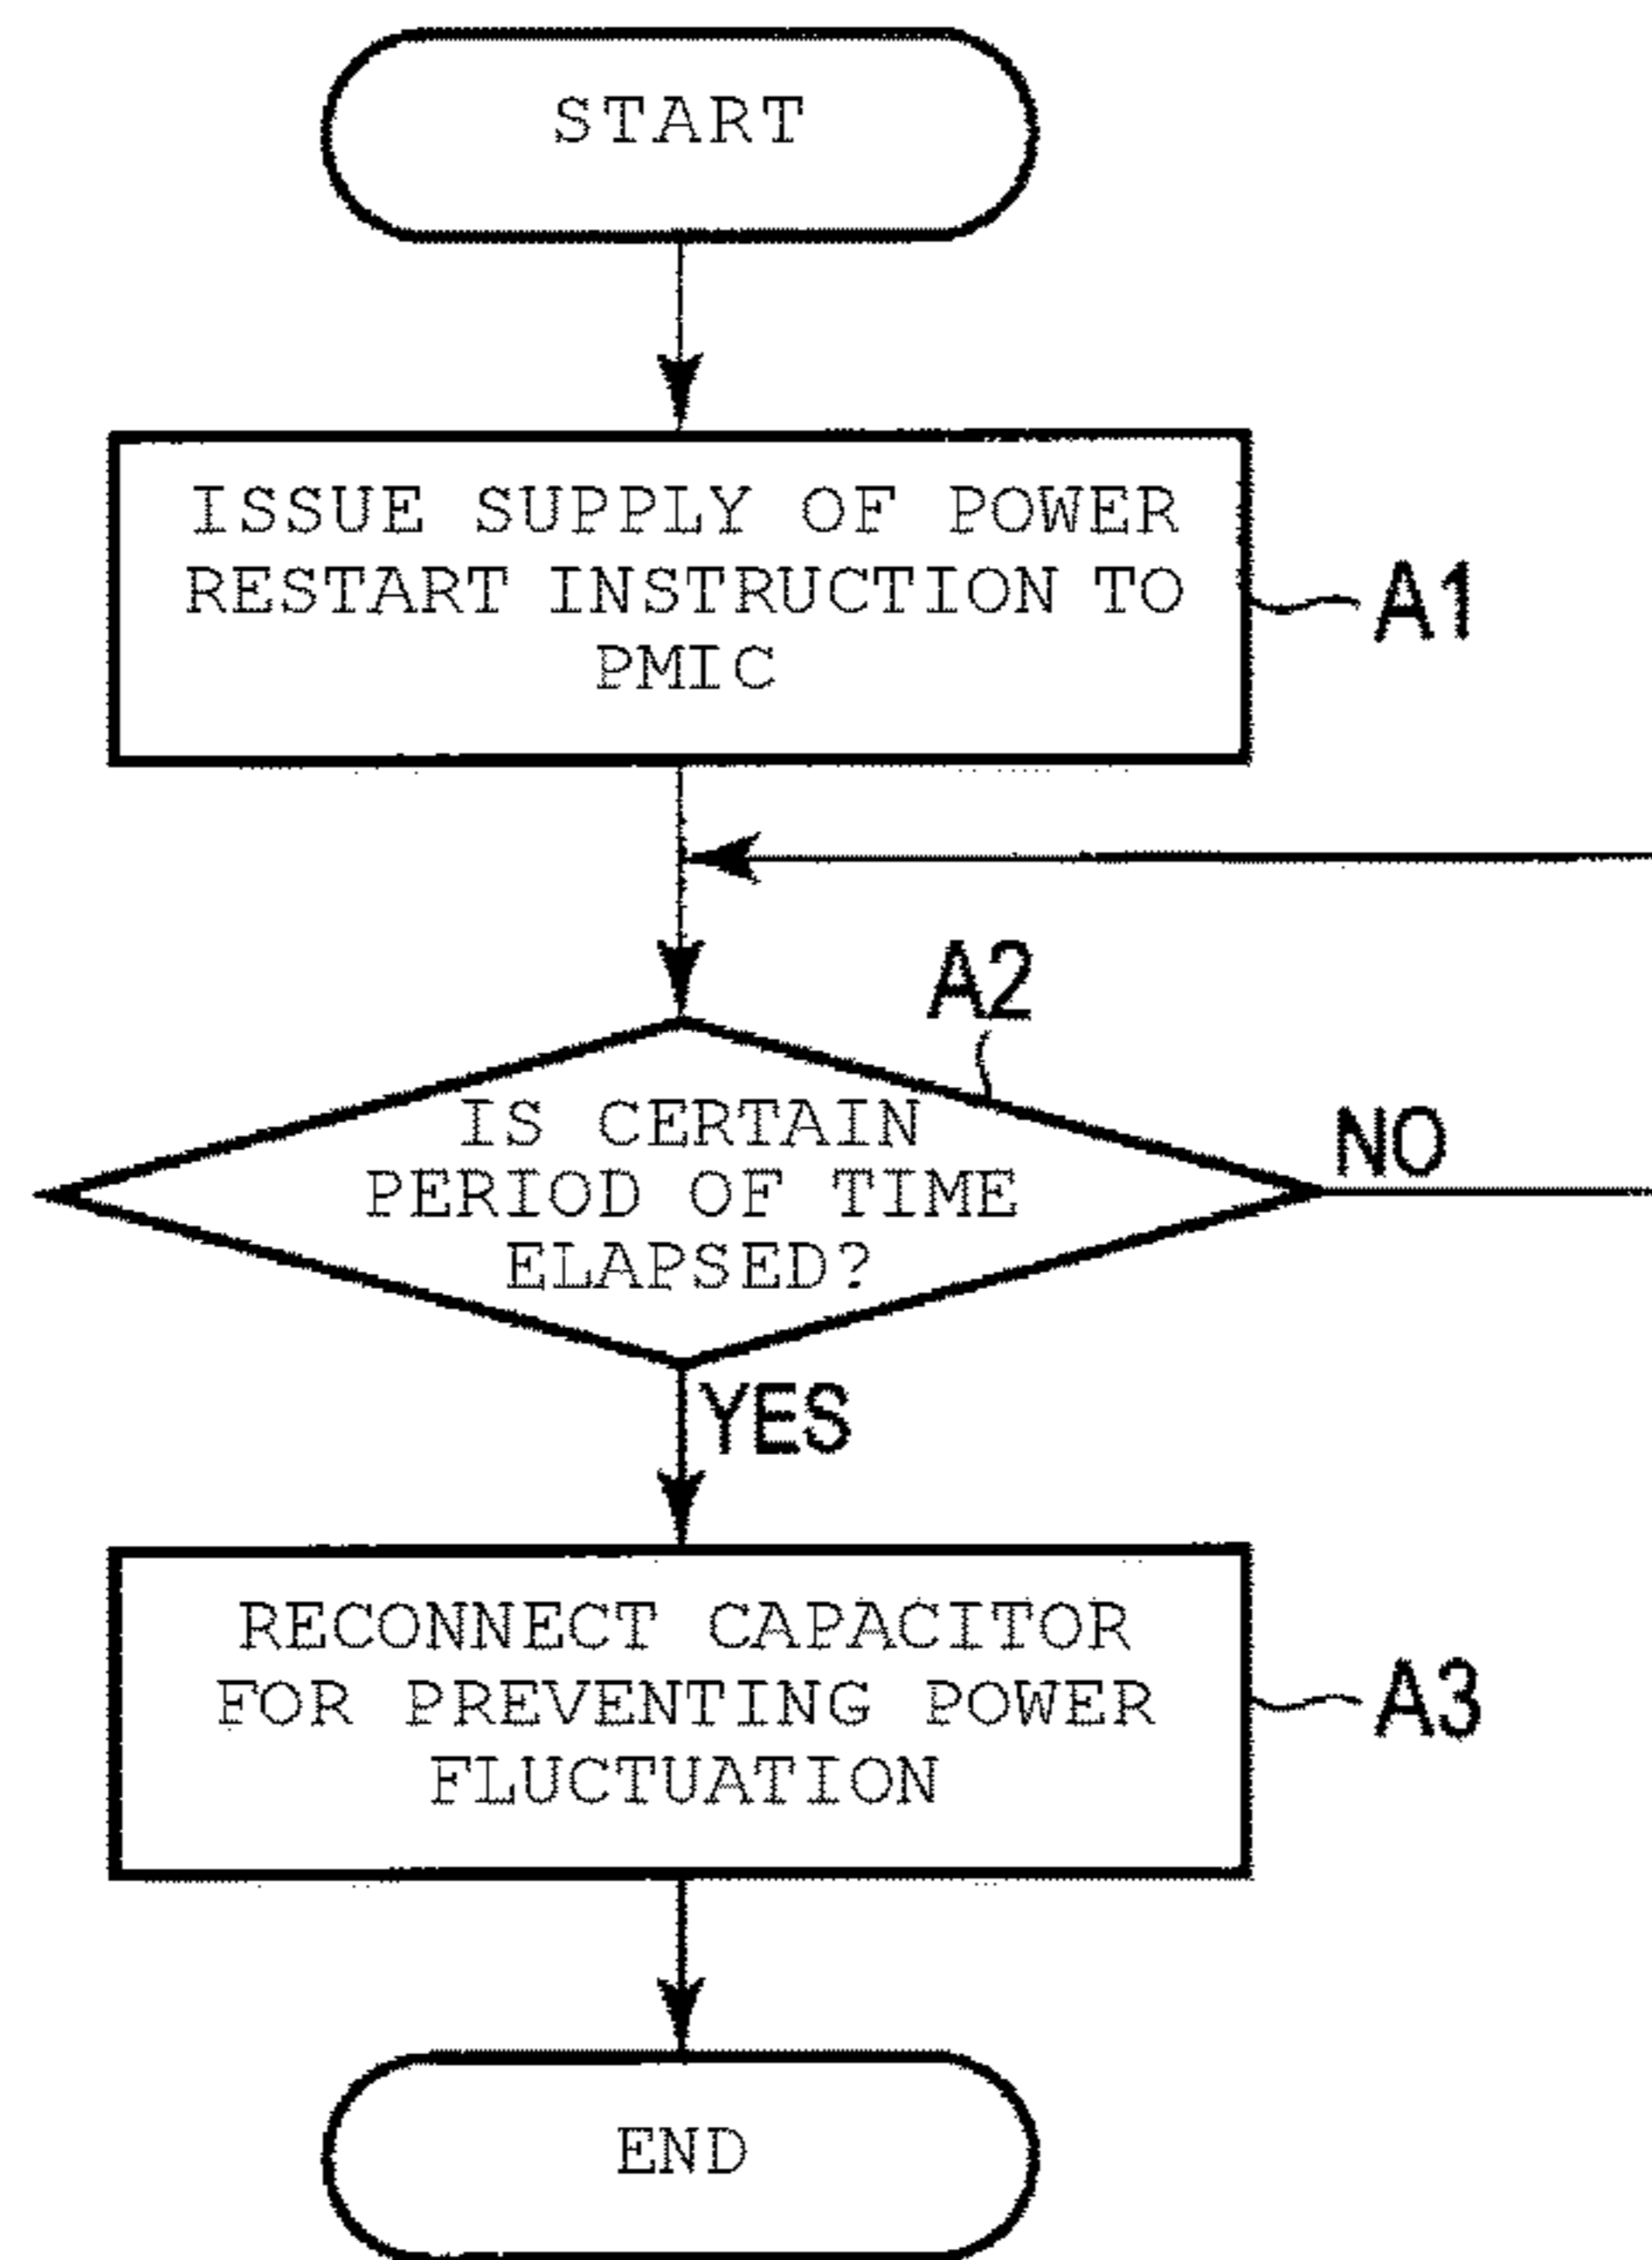 START
ISSUE SUPPLY OF POWER
RESTART INSTRUCTION TO
PMIC
A1
A2
IS CERTAIN
PERIOD OF TIME
ELAPSED?
NO
YES
RECONNECT CAPACITOR
FOR PREVENTING POWER
FLUCTUATION
A3
END